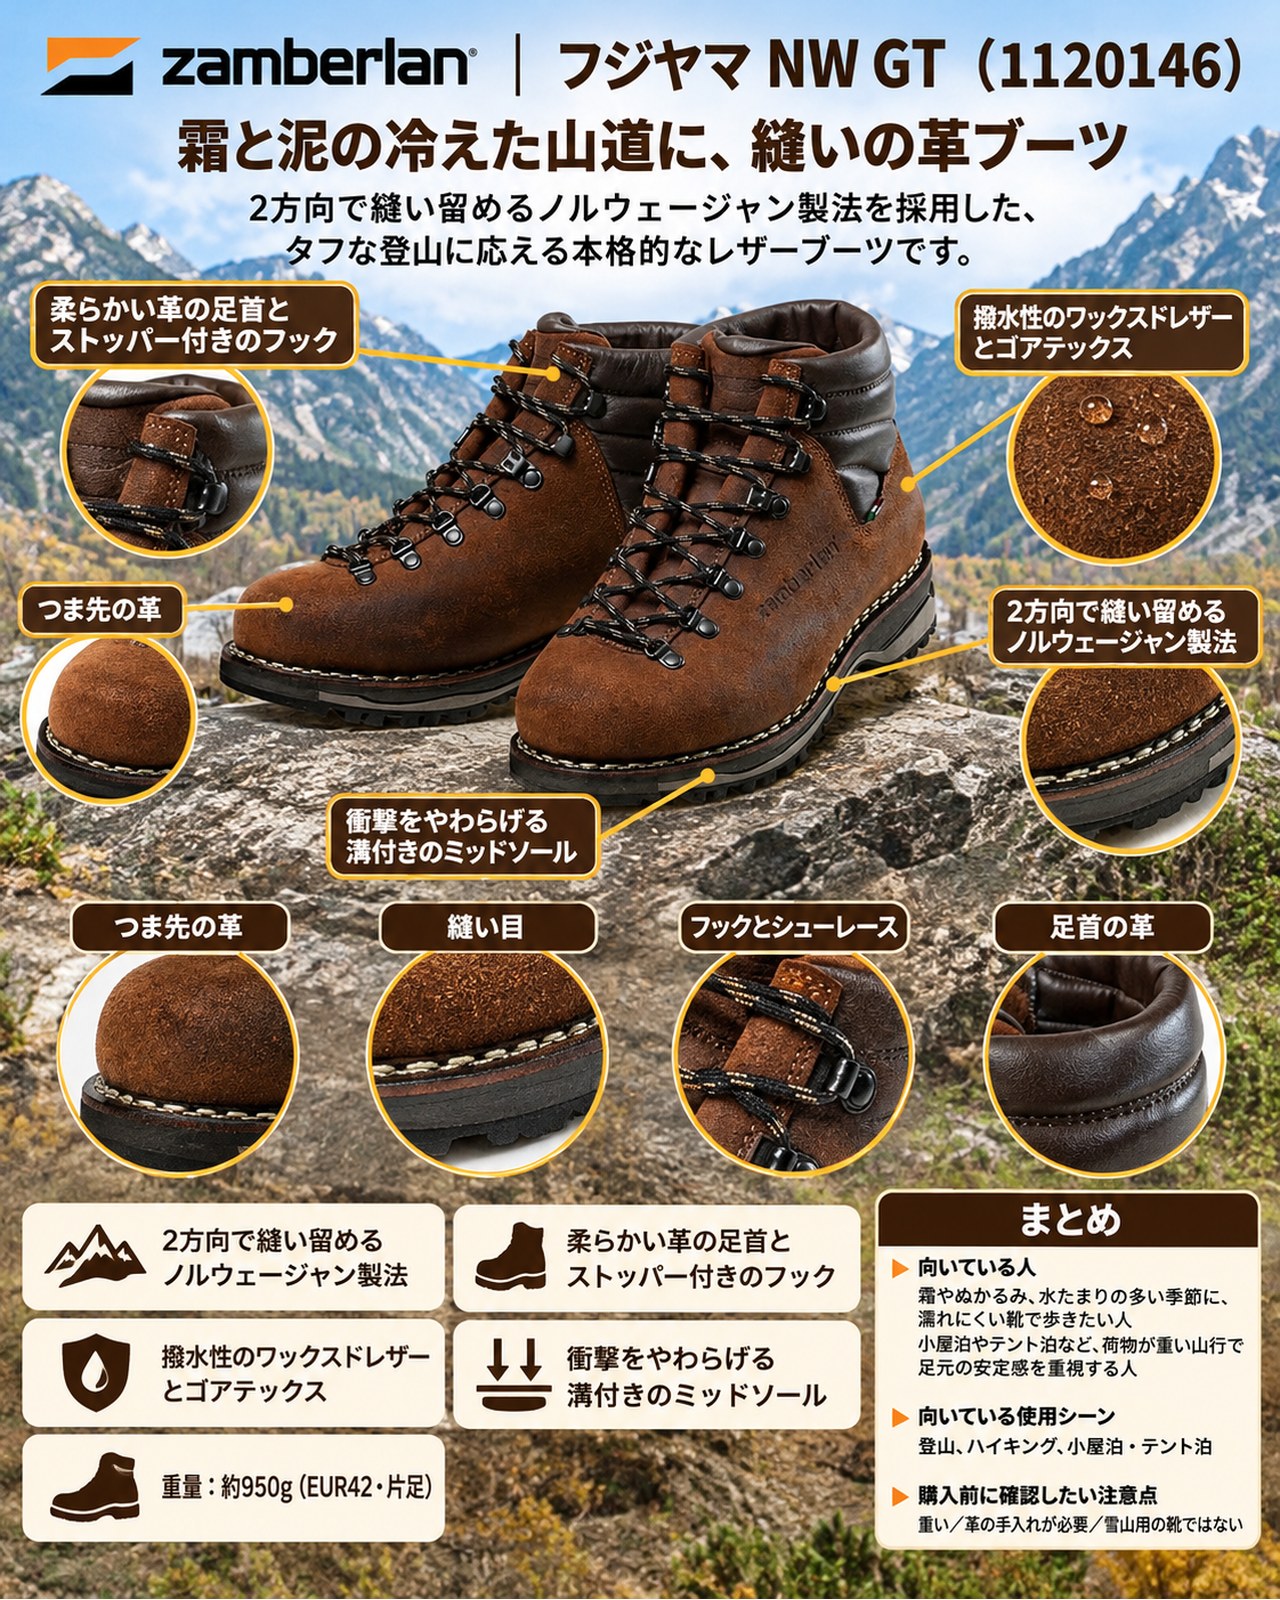 zamberlan® | フジヤマ NW GT（1120146）
霜と泥の冷えた山道に、縫いの革ブーツ
2方向で縫い留めるノルウェージャン製法を採用した、
タフな登山に応える本格的なレザーブーツです。
柔らかい革の足首と
ストッパー付きのフック
撥水性のワックスドレザー
とゴアテックス
つま先の革
2方向で縫い留める
ノルウェージャン製法
zamberlan
衝撃をやわらげる
溝付きのミッドソール
つま先の革
縫い目
フックとシューレース
足首の革
2方向で縫い留める
ノルウェージャン製法
柔らかい革の足首と
ストッパー付きのフック
撥水性のワックスドレザー
とゴアテックス
衝撃をやわらげる
溝付きのミッドソール
重量：約950g（EUR42・片足）
まとめ
向いている人
霜やぬかるみ、水たまりの多い季節に、
濡れにくい靴で歩きたい人
小屋泊やテント泊など、荷物が重い山行で
足元の安定感を重視する人
向いている使用シーン
登山、ハイキング、小屋泊・テント泊
購入前に確認したい注意点
重い／革の手入れが必要／雪山用の靴ではない